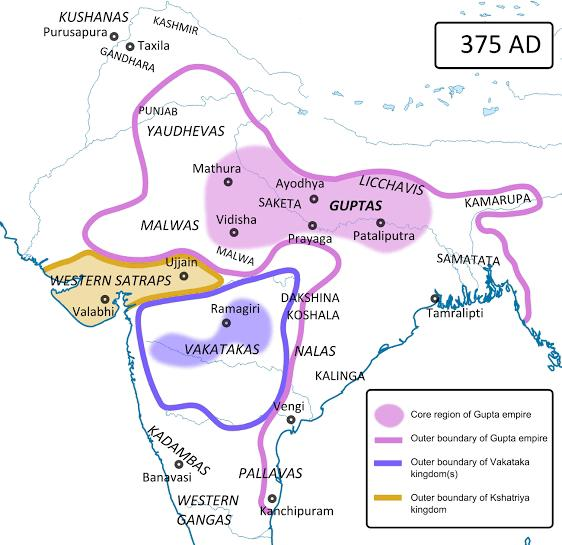 KUSHANAS
KASHMIR
Purusapura
Taxila
GANDHARA
375 AD
PUNJAB
YAUDHEVAS
Mathura
Ayodhya
LICCHAVIS
SAKETA
GUPTAS
KAMARUPA
MALWAS
Vidisha
Prayaga
Pataliputra
MALWA
SAMATATA
Ujjain
WESTERN SATRAPS
Valabhi
DAKSHINA
KOSHALA
Tamralipti
Ramagiri
VAKATAKAS
NALAS
KALINGA
Vengi
KADAMBAS
Banavasi
PALLAVAS
WESTERN
GANGAS
Kanchipuram
Core region of Gupta empire
Outer boundary of Gupta empire
Outer boundary of Vakataka
kingdom(s)
Outer boundary of Kshatriya
kingdom